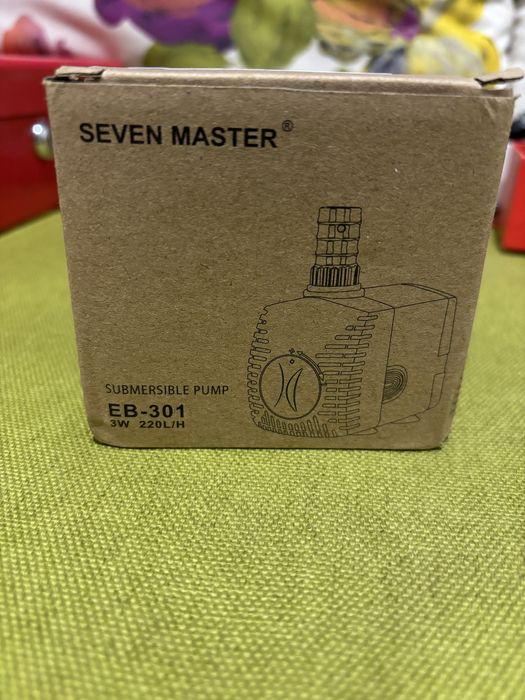 SEVEN MASTER®
SUBMERSIBLE PUMP
EB-301
3W 220L/H